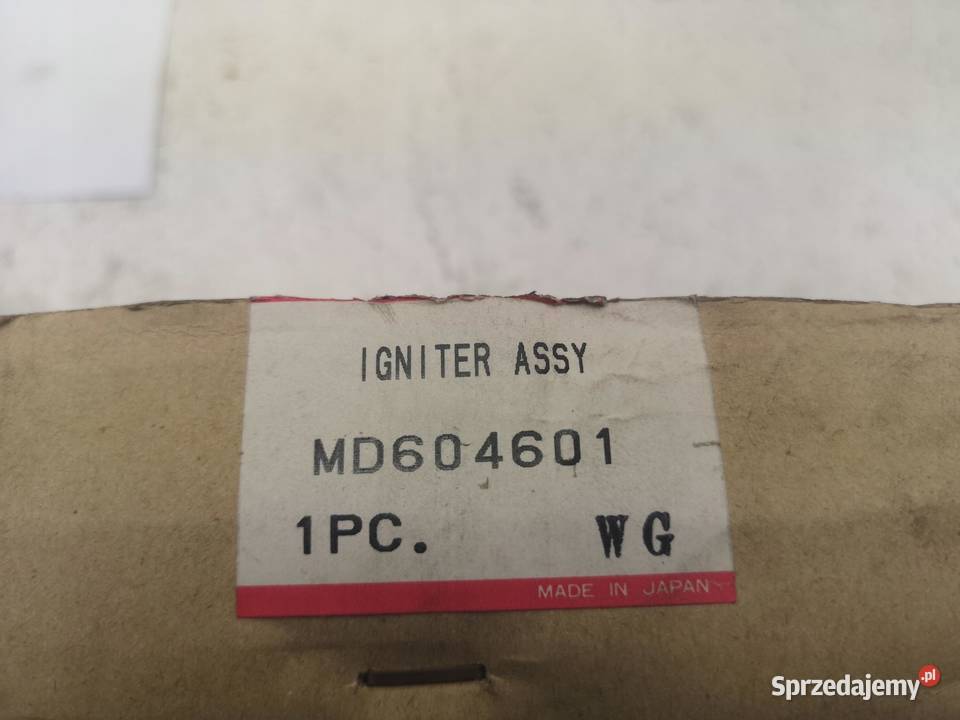 IGNITER ASSY
MD604601
1PC. WG
MADE IN JAPAN
Sprzedajemy.pl